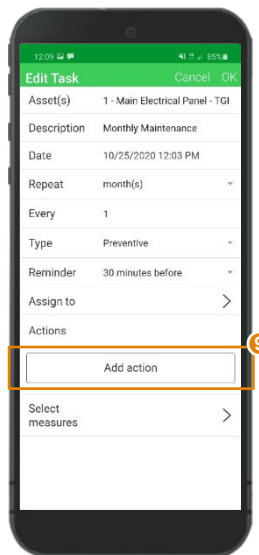 12:09 85%
Edit Task Cancel OK
Asset(s) 1 - Main Electrical Panel - TGI
Description Monthly Maintenance
Date 10/25/2020 12:03 PM
Repeat month(s)
Every 1
Type Preventive
Reminder 30 minutes before
Assign to
Actions
Add action
Select
measures